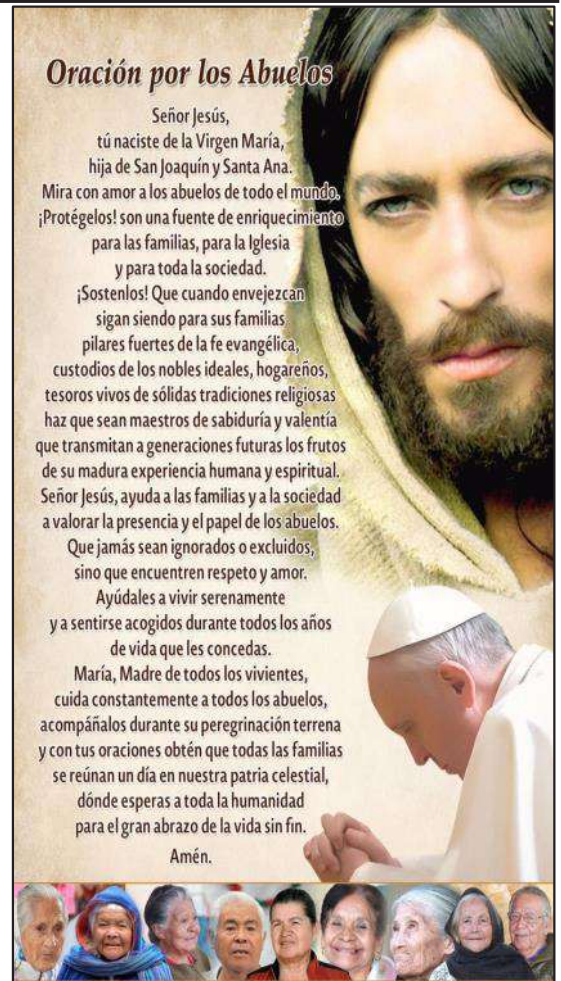 Oración por los Abuelos
Señor Jesús,
tú naciste de la Virgen María,
hija de San Joaquín y Santa Ana.
Mira con amor a los abuelos de todo el mundo.
¡Protégelos! son una fuente de enriquecimiento
para las familias, para la Iglesia
y para toda la sociedad.
¡Sostenlos! Que cuando envejezcan
sigan siendo para sus familias
pilares fuertes de la fe evangélica,
custodios de los nobles ideales, hogareños,
tesoros vivos de sólidas tradiciones religiosas
haz que sean maestros de sabiduría y valentía
que transmitan a generaciones futuras los frutos
de su madura experiencia humana y espiritual.
Señor Jesús, ayuda a las familias y a la sociedad
a valorar la presencia y el papel de los abuelos.
Que jamás sean ignorados o excluidos,
sino que encuentren respeto y amor.
Ayúdales a vivir serenamente
y a sentirse acogidos durante todos los años
de vida que les concedas.
María, Madre de todos los vivientes,
cuida constantemente a todos los abuelos,
acompáñalos durante su peregrinación terrena
y con tus oraciones obtén que todas las familias
se reúnan un día en nuestra patria celestial,
dónde esperas a toda la humanidad
para el gran abrazo de la vida sin fin.
Amén.